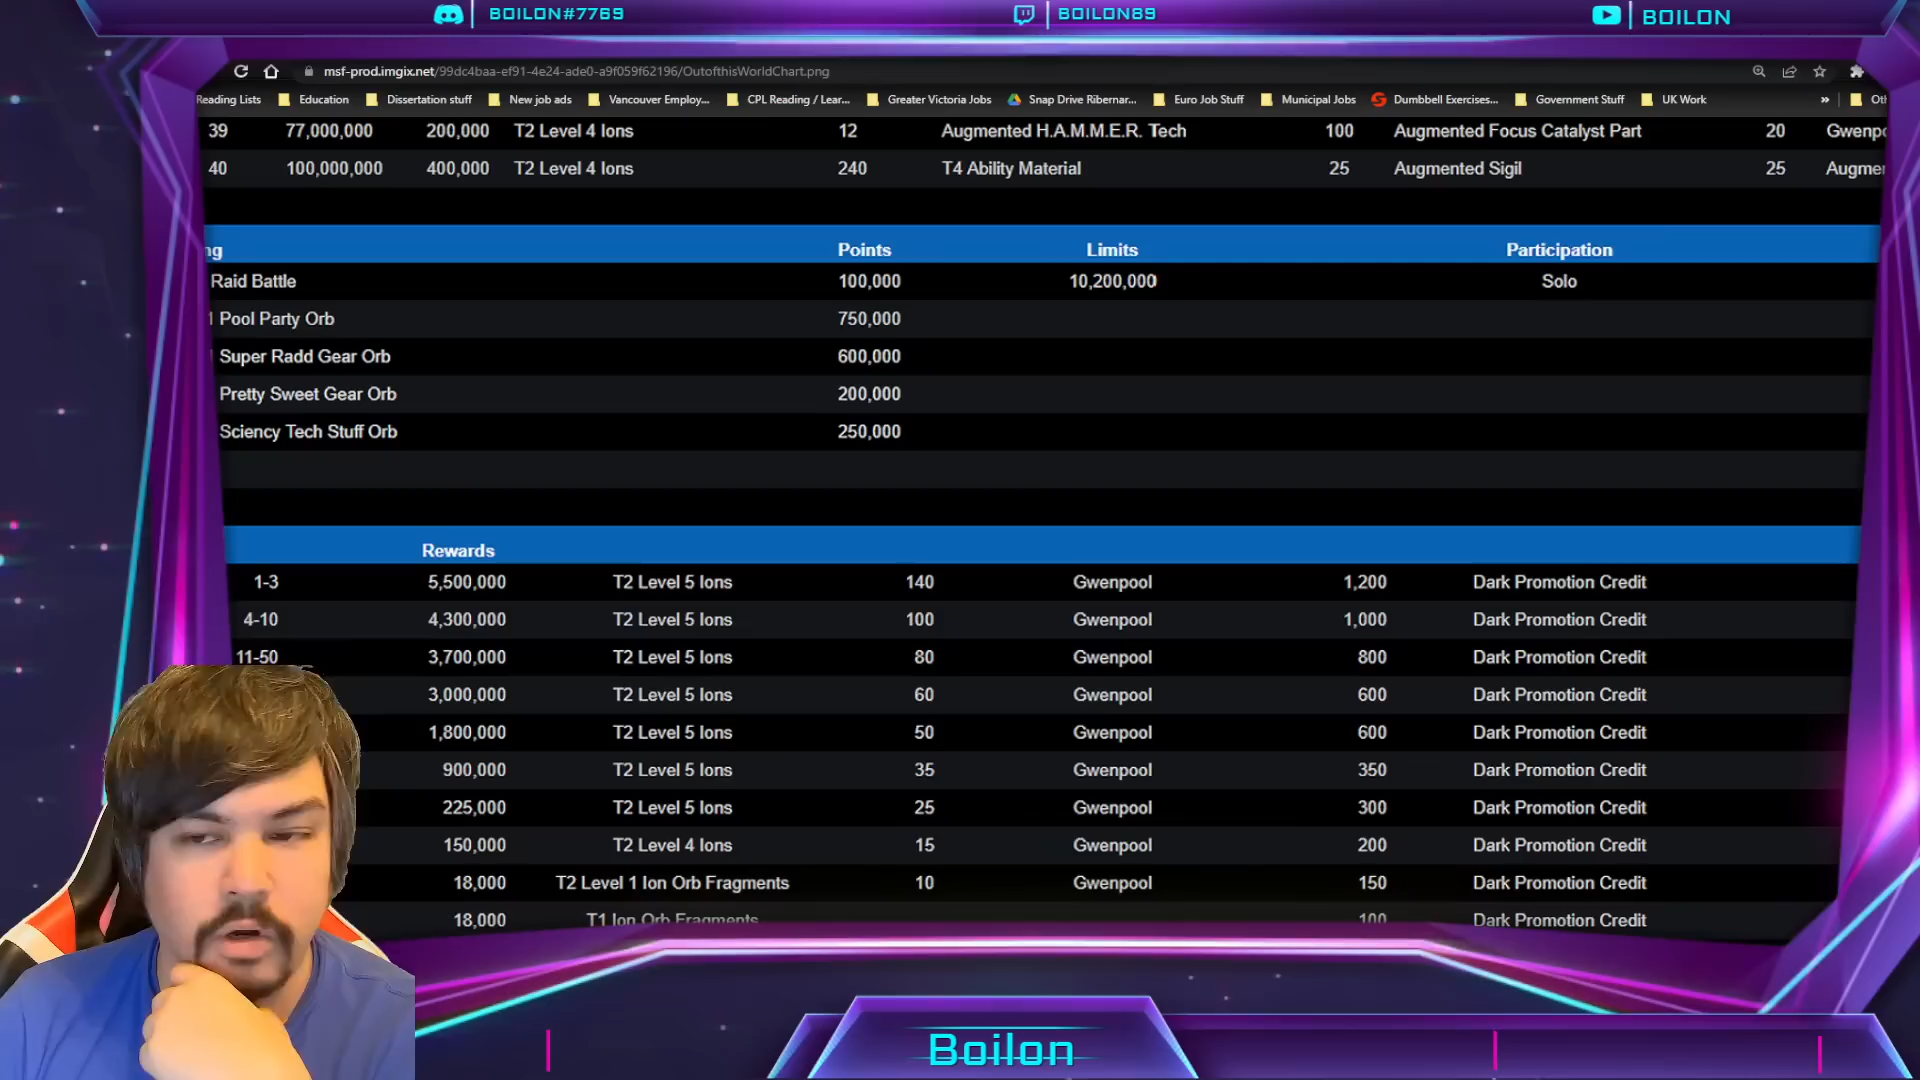 BOILON#7769 BOILON89 BOILON
msf-prod.imgix.net/99dc4baa-ef91-4e24-ade0-a9f059f62196/OutofthisWorldChart.png
Reading Lists Education Dissertation stuff New job ads Vancouver Employ... CPL Reading / Lear... Greater Victoria Jobs Snap Drive Ribernar... Euro Job Stuff Municipal Jobs Dumbbell Exercises... Government Stuff UK Work »
39 77,000,000 200,000 T2 Level 4 Ions 12 Augmented H.A.M.M.E.R. Tech 100 Augmented Focus Catalyst Part 20 Gwenpo
40 100,000,000 400,000 T2 Level 4 Ions 240 T4 Ability Material 25 Augmented Sigil 25 Augmen
ng Points Limits Participation
Raid Battle 100,000 10,200,000 Solo
Pool Party Orb 750,000
Super Radd Gear Orb 600,000
Pretty Sweet Gear Orb 200,000
Sciency Tech Stuff Orb 250,000
Rewards
1-3 5,500,000 T2 Level 5 Ions 140 Gwenpool 1,200 Dark Promotion Credit
4-10 4,300,000 T2 Level 5 Ions 100 Gwenpool 1,000 Dark Promotion Credit
11-50 3,700,000 T2 Level 5 Ions 80 Gwenpool 800 Dark Promotion Credit
3,000,000 T2 Level 5 Ions 60 Gwenpool 600 Dark Promotion Credit
1,800,000 T2 Level 5 Ions 50 Gwenpool 600 Dark Promotion Credit
900,000 T2 Level 5 Ions 35 Gwenpool 350 Dark Promotion Credit
225,000 T2 Level 5 Ions 25 Gwenpool 300 Dark Promotion Credit
150,000 T2 Level 4 Ions 15 Gwenpool 200 Dark Promotion Credit
18,000 T2 Level 1 Ion Orb Fragments 10 Gwenpool 150 Dark Promotion Credit
18,000 T1 Ion Orb Fragments 100 Dark Promotion Credit
Boilon